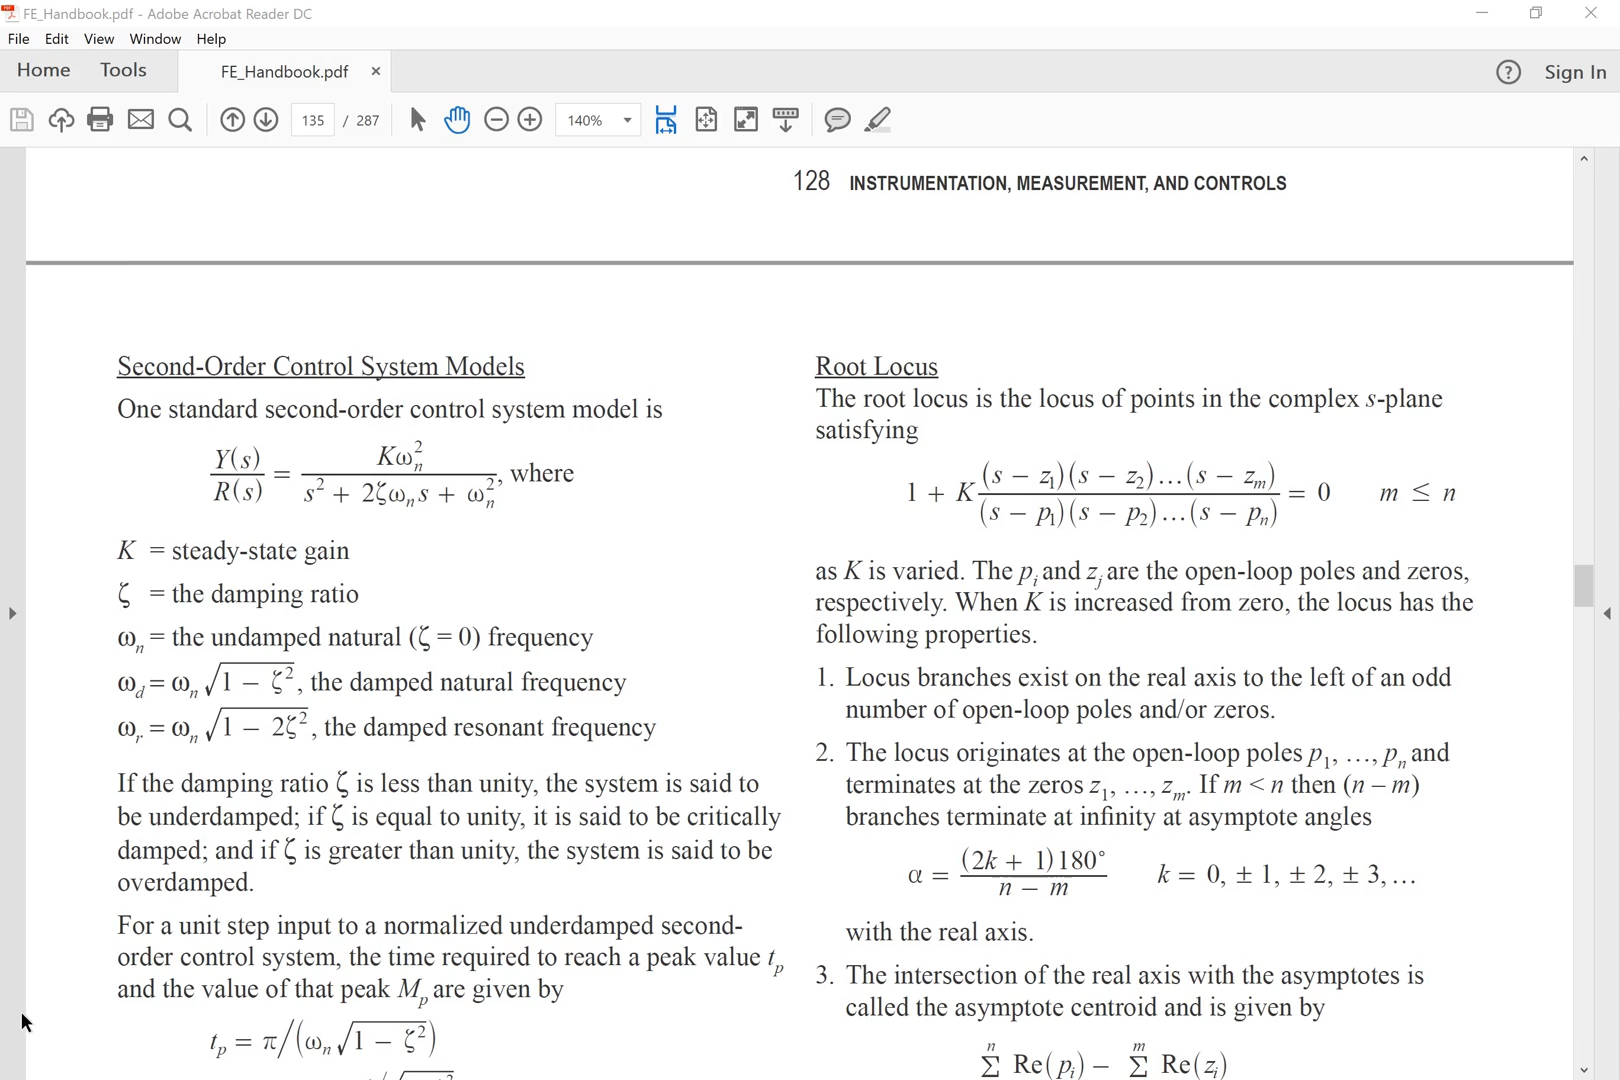 FE_Handbook.pdf - Adobe Acrobat Reader DC
File Edit View Window Help
Home Tools FE_Handbook.pdf × ? Sign In
135 / 287 140%
128 INSTRUMENTATION, MEASUREMENT, AND CONTROLS
Second-Order Control System Models
One standard second-order control system model is
Y(s)/R(s) = Kω_n^2 / (s^2 + 2ζω_n s + ω_n^2), where
K = steady-state gain
ζ = the damping ratio
ω_n = the undamped natural (ζ = 0) frequency
ω_d = ω_n √(1 − ζ^2), the damped natural frequency
ω_r = ω_n √(1 − 2ζ^2), the damped resonant frequency
If the damping ratio ζ is less than unity, the system is said to
be underdamped; if ζ is equal to unity, it is said to be critically
damped; and if ζ is greater than unity, the system is said to be
overdamped.
For a unit step input to a normalized underdamped second-
order control system, the time required to reach a peak value t_p
and the value of that peak M_p are given by
t_p = π/(ω_n √(1 − ζ^2))
Root Locus
The root locus is the locus of points in the complex s-plane
satisfying
1 + K (s − z_1)(s − z_2)…(s − z_m) / (s − p_1)(s − p_2)…(s − p_n) = 0 m ≤ n
as K is varied. The p_i and z_j are the open-loop poles and zeros,
respectively. When K is increased from zero, the locus has the
following properties.
1. Locus branches exist on the real axis to the left of an odd
number of open-loop poles and/or zeros.
2. The locus originates at the open-loop poles p_1, …, p_n and
terminates at the zeros z_1, …, z_m. If m < n then (n − m)
branches terminate at infinity at asymptote angles
α = (2k + 1)180° / (n − m) k = 0, ± 1, ± 2, ± 3, …
with the real axis.
3. The intersection of the real axis with the asymptotes is
called the asymptote centroid and is given by
n Σ Re(p_i) − m Σ Re(z_i)